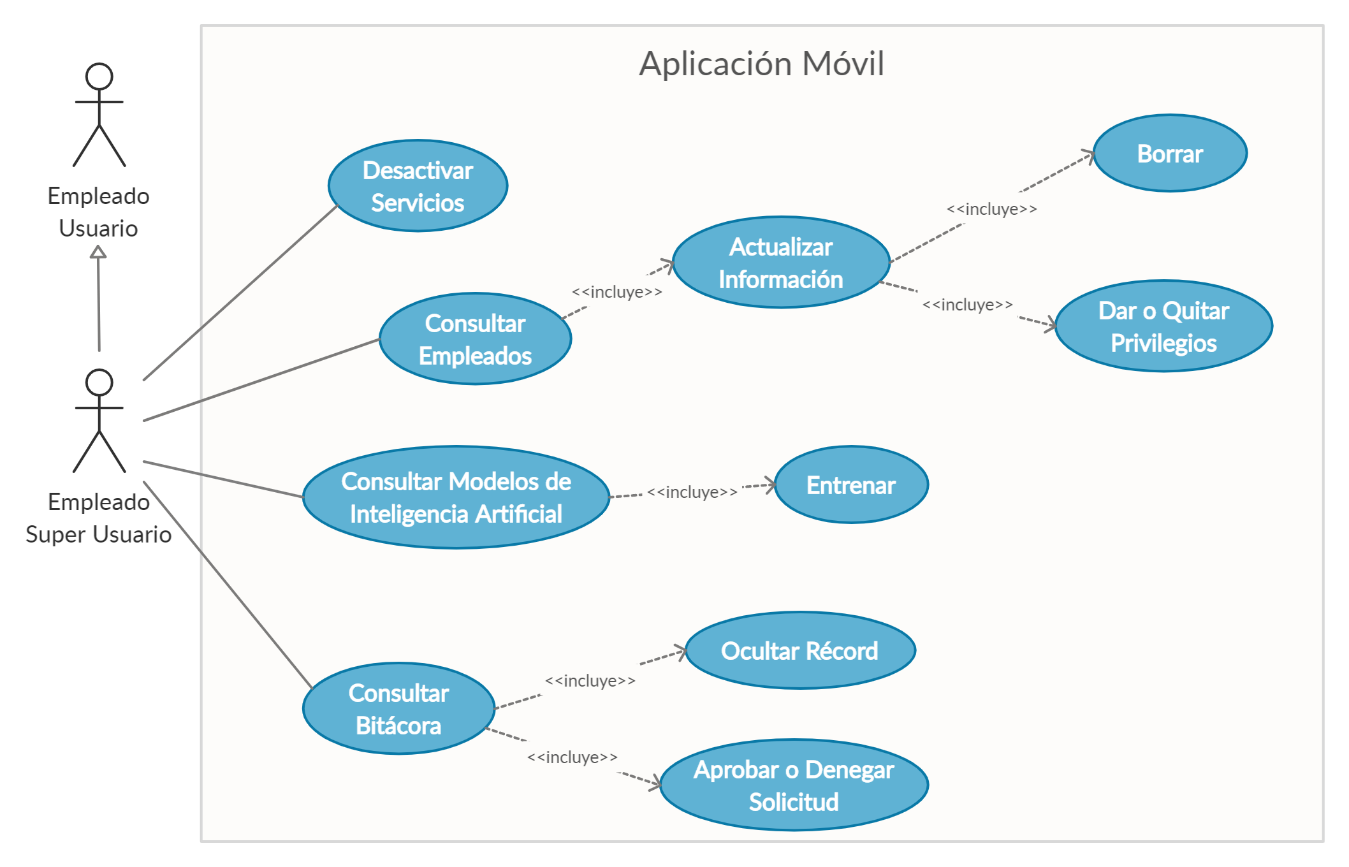 Aplicación Móvil
Empleado
Usuario
Desactivar
Servicios
Borrar
<<incluye>>
Actualizar
Información
<<incluye>>
<<incluye>>
Dar o Quitar
Privilegios
Consultar
Empleados
Empleado
Super Usuario
Consultar Modelos de
Inteligencia Artificial
<<incluye>>
Entrenar
Ocultar Récord
<<incluye>>
Consultar
Bitácora
<<incluye>>
Aprobar o Denegar
Solicitud